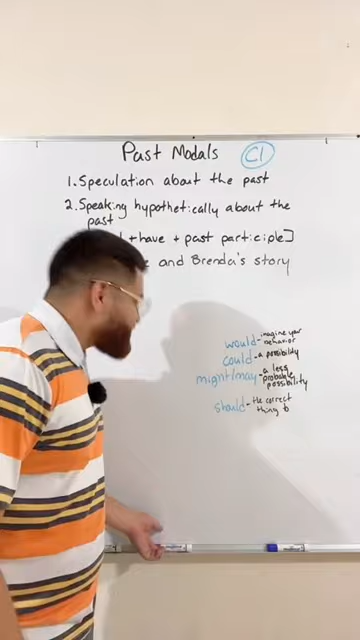 Past Modals C1
1. Speculation about the past
2. Speaking hypothetically about the
past
+ have + past participle]
and Brenda's story
would - imagine your
behavior
could - a possibility
might/may - a less
probable
possibility
should - the correct
thing to